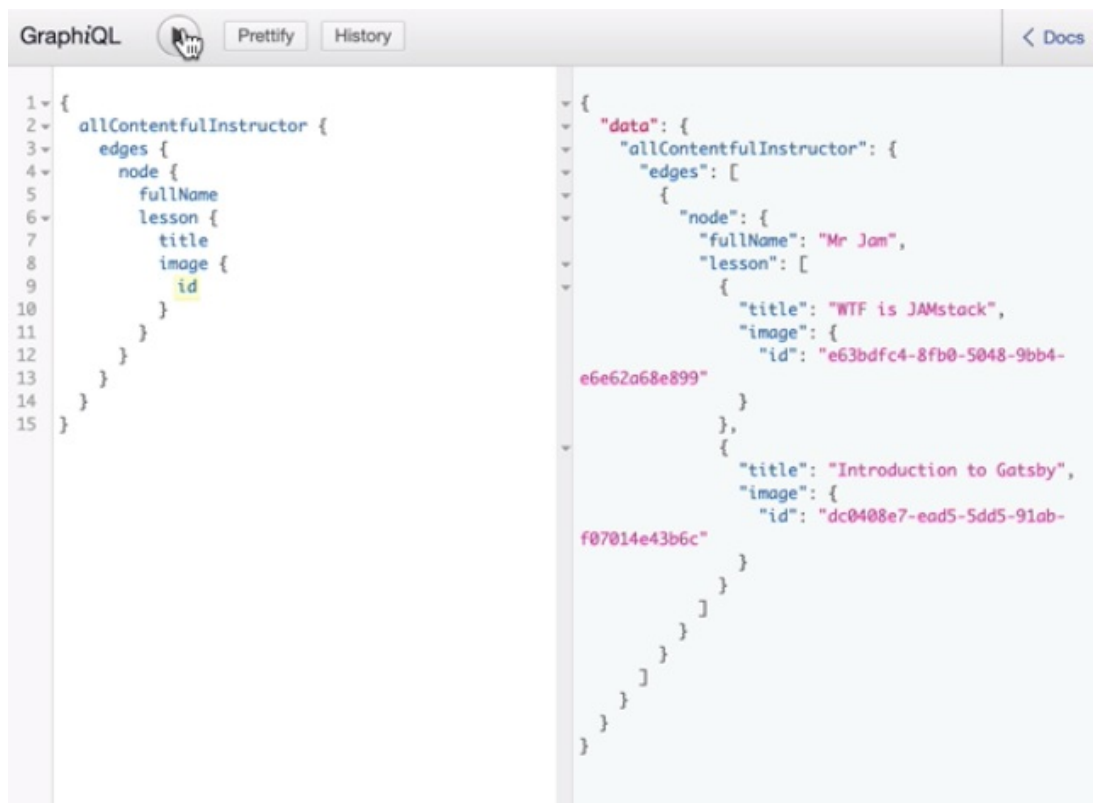 GraphiQL Prettify History < Docs
1 {
2 allContentfulInstructor {
3 edges {
4 node {
5 fullName
6 lesson {
7 title
8 image {
9 id
10 }
11 }
12 }
13 }
14 }
15 }
{
"data": {
"allContentfulInstructor": {
"edges": [
{
"node": {
"fullName": "Mr Jam",
"lesson": [
{
"title": "WTF is JAMstack",
"image": {
"id": "e63bdfc4-8fb0-5048-9bb4-
e6e62a68e899"
}
},
{
"title": "Introduction to Gatsby",
"image": {
"id": "dc0408e7-ead5-5dd5-91ab-
f07014e43b6c"
}
}
]
}
}
]
}
}
}